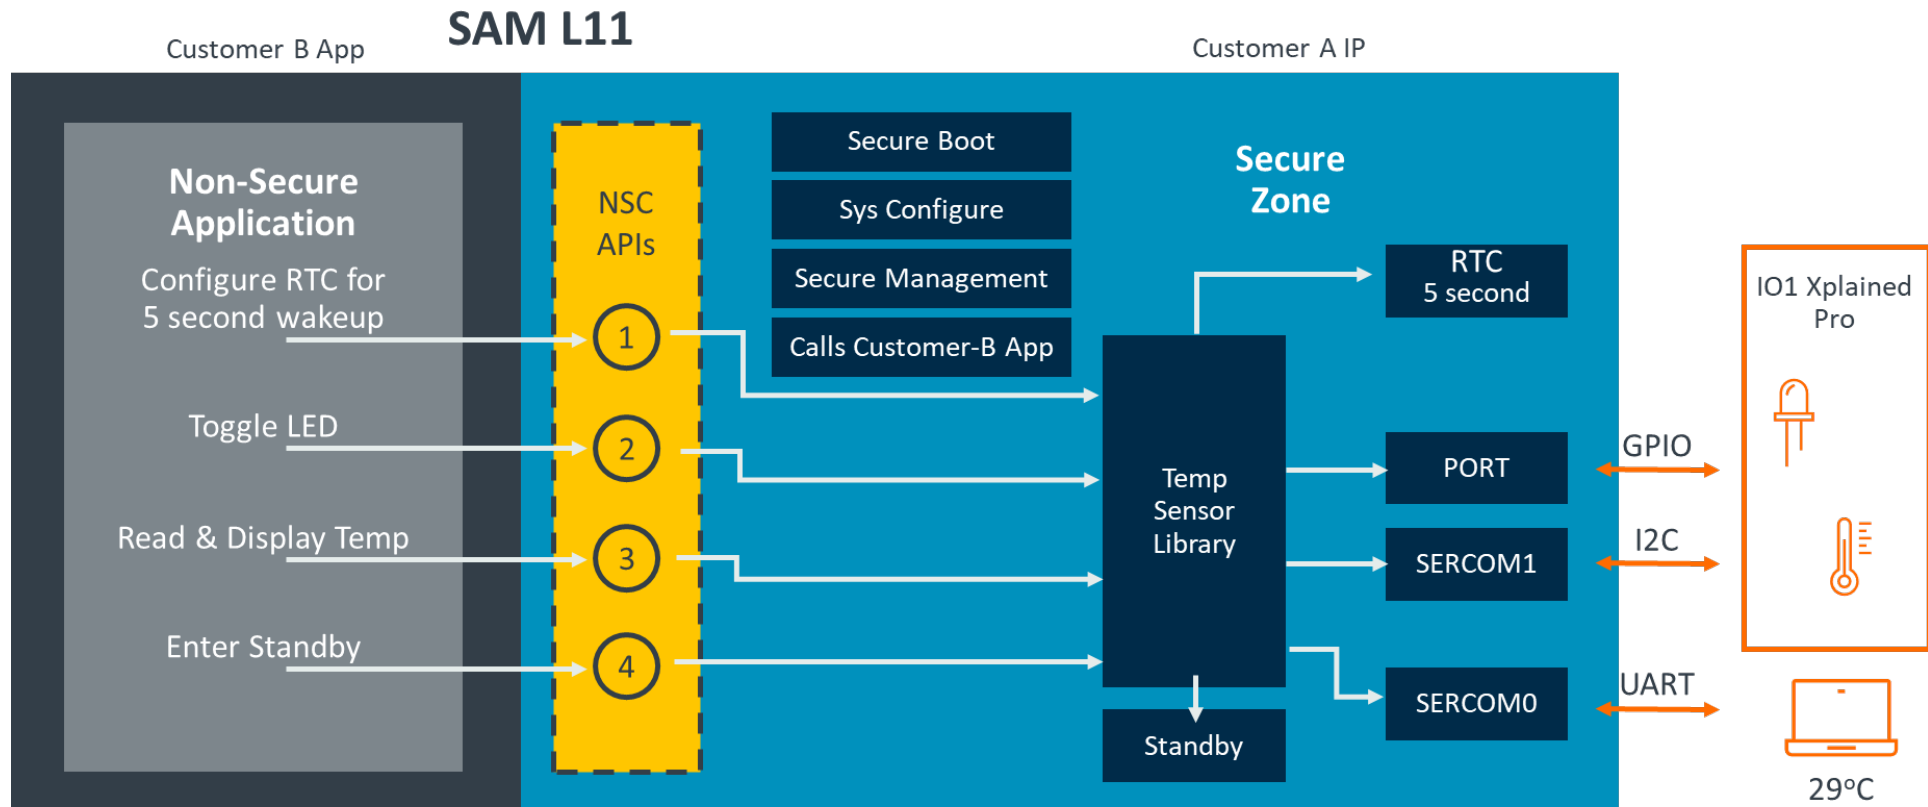 SAM L11
Customer B App
Customer A IP
Non-Secure
Application
Configure RTC for
5 second wakeup
Toggle LED
Read & Display Temp
Enter Standby
NSC
APIs
1
2
3
4
Secure Boot
Sys Configure
Secure Management
Calls Customer-B App
Secure
Zone
Temp
Sensor
Library
Standby
RTC
5 second
PORT
SERCOM1
SERCOM0
GPIO
I2C
UART
IO1 Xplained
Pro
29°C